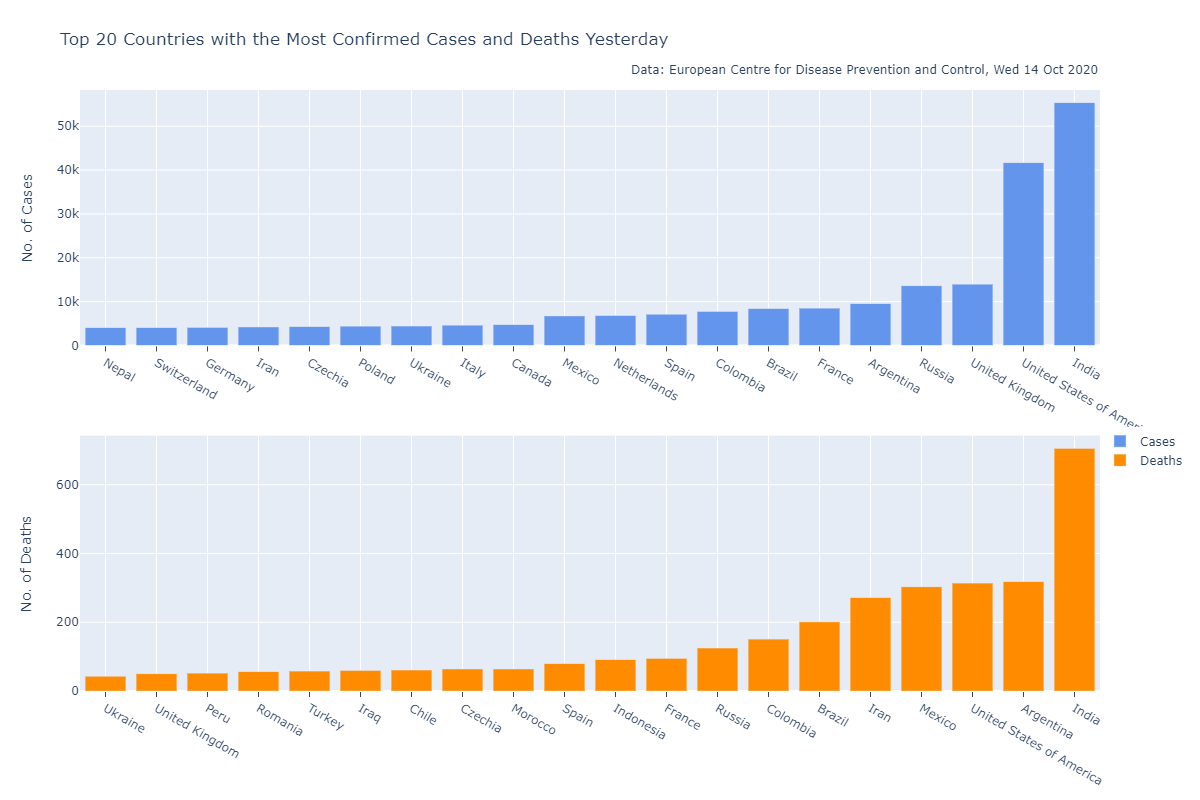 Top 20 Countries with the Most Confirmed Cases and Deaths Yesterday
Data: European Centre for Disease Prevention and Control, Wed 14 Oct 2020
No. of Cases
50k
40k
30k
20k
10k
0
Nepal
Switzerland
Germany
Iran
Czechia
Poland
Ukraine
Italy
Canada
Mexico
Netherlands
Spain
Colombia
Brazil
France
Argentina
Russia
United Kingdom
United States of Ameri
India
Cases
Deaths
No. of Deaths
600
400
200
0
Ukraine
United Kingdom
Peru
Romania
Turkey
Iraq
Chile
Czechia
Morocco
Spain
Indonesia
France
Russia
Colombia
Brazil
Iran
Mexico
United States of America
Argentina
India